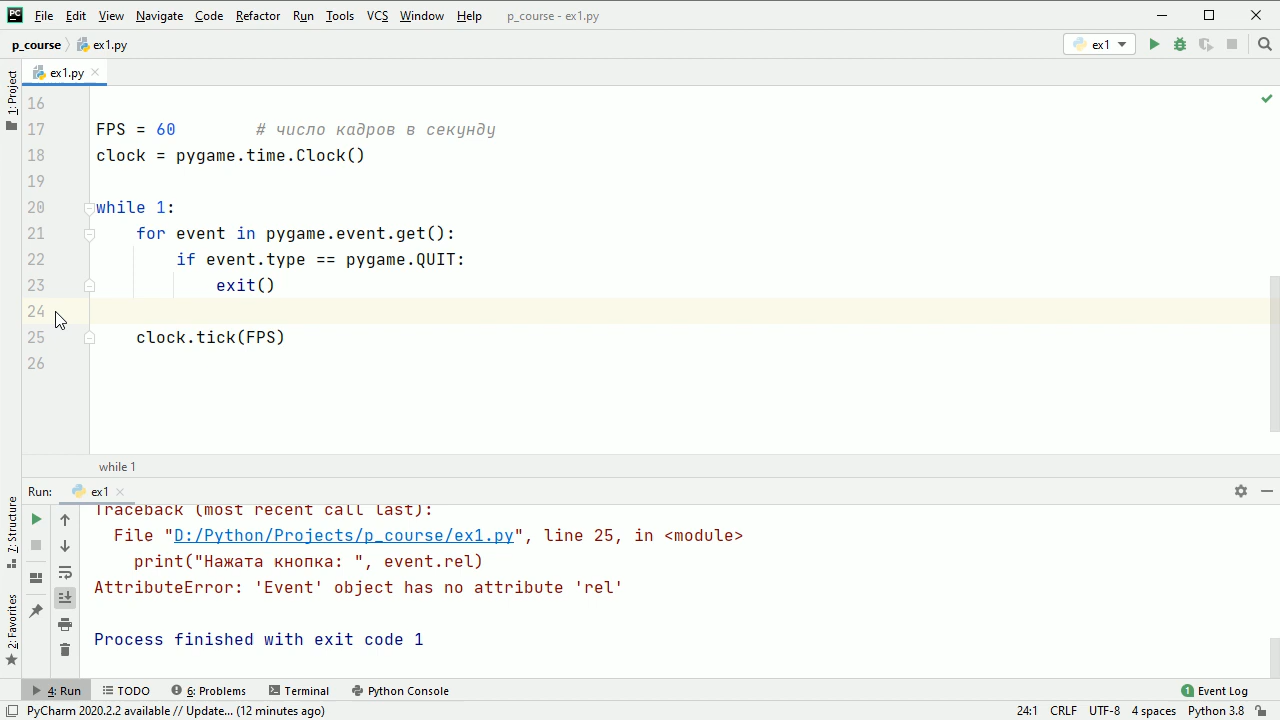 PC File Edit View Navigate Code Refactor Run Tools VCS Window Help p_course - ex1.py
p_course ex1.py ex1
1: Project
ex1.py
16
17 FPS = 60 # число кадров в секунду
18 clock = pygame.time.Clock()
19
20 while 1:
21 for event in pygame.event.get():
22 if event.type == pygame.QUIT:
23 exit()
24
25 clock.tick(FPS)
26
while 1
Run: ex1
7: Structure
2: Favorites
Traceback (most recent call last):
File "D:/Python/Projects/p_course/ex1.py", line 25, in <module>
print("Нажата кнопка: ", event.rel)
AttributeError: 'Event' object has no attribute 'rel'
Process finished with exit code 1
4: Run TODO 6: Problems Terminal Python Console 1 Event Log
PyCharm 2020.2.2 available // Update... (12 minutes ago) 24:1 CRLF UTF-8 4 spaces Python 3.8